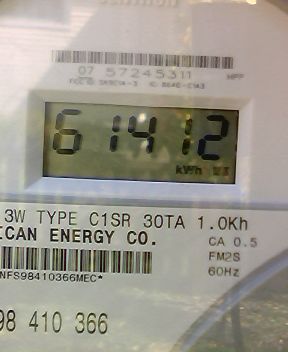 07 57245311
61412
kWh
3W TYPE C1SR 30TA 1.0Kh
ICAN ENERGY CO.
CA 0.5
FM2S
60Hz
NFS98410366MEC*
98 410 366